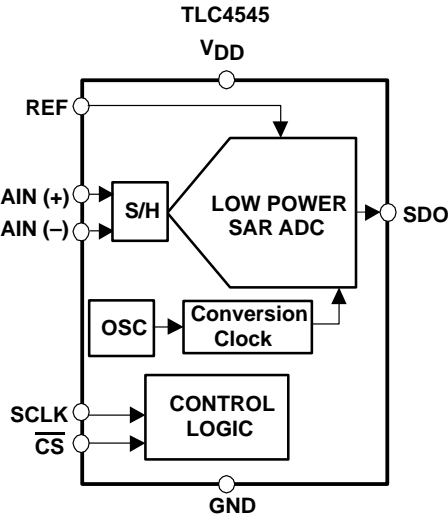 TLC4545
VDD
REF
AIN (+)
AIN (–)
S/H
LOW POWER
SAR ADC
SDO
OSC
Conversion
Clock
SCLK
CS
CONTROL
LOGIC
GND